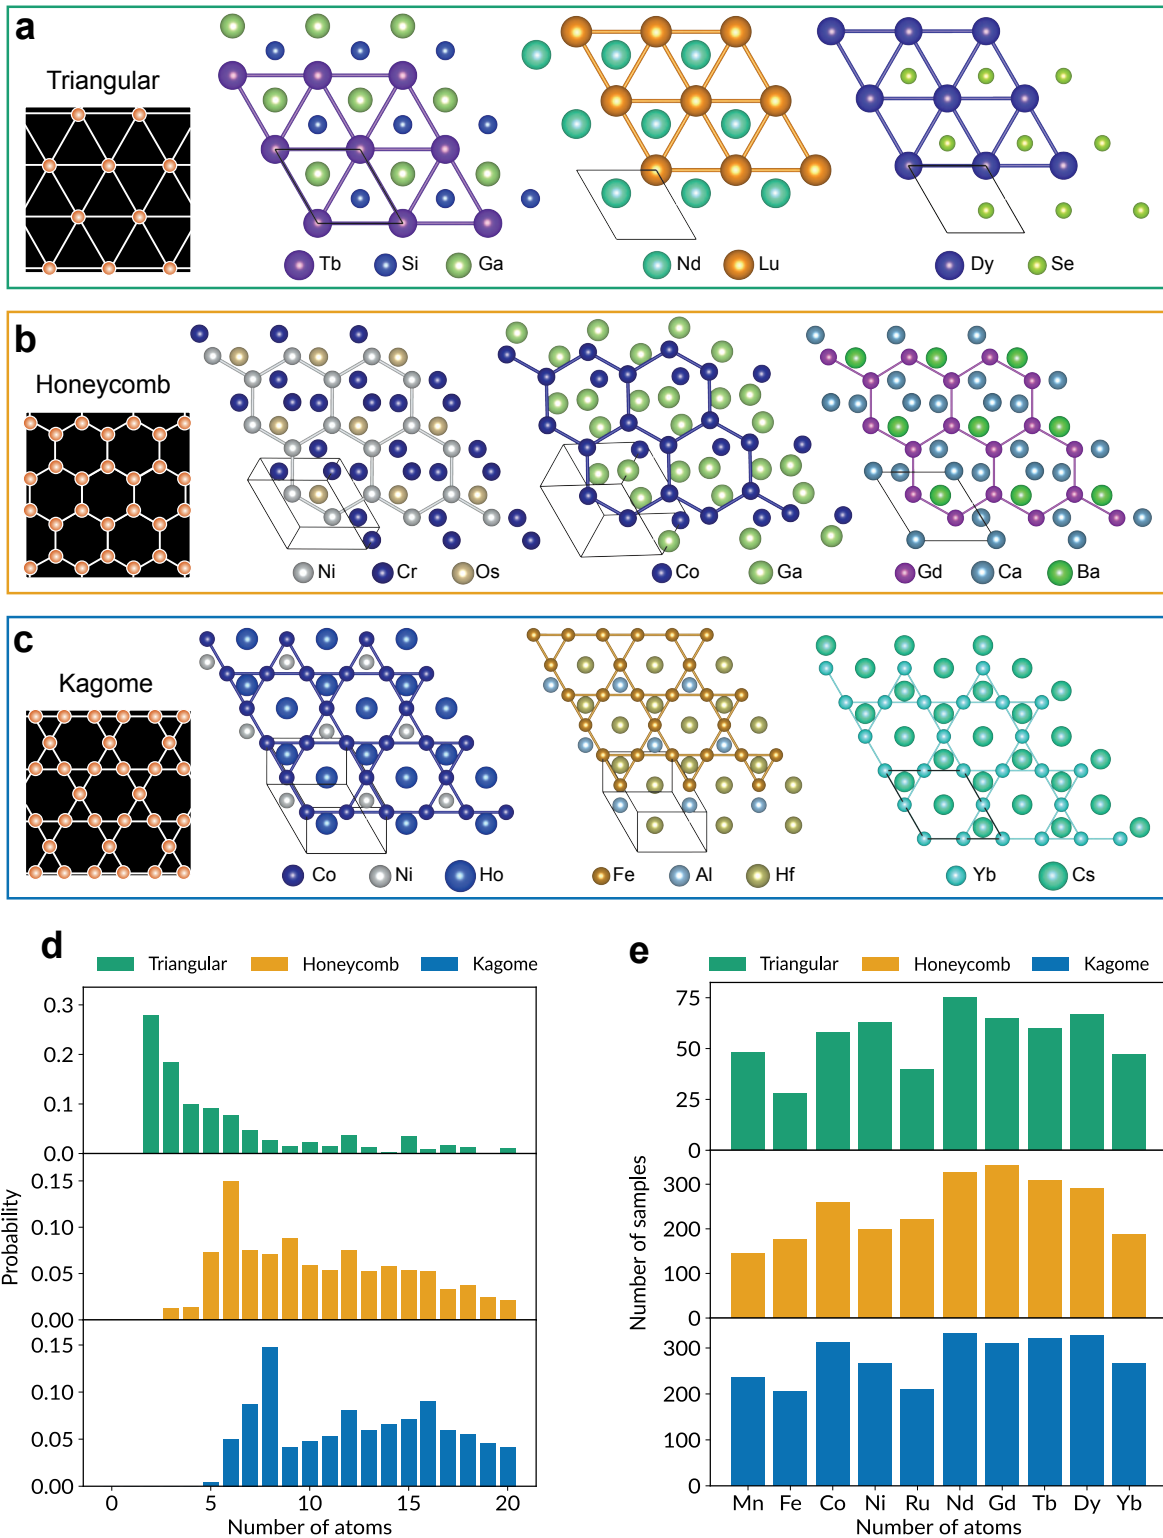 a
Triangular
Tb Si Ga
Nd Lu
Dy Se
b
Honeycomb
Ni Cr Os
Co Ga
Gd Ca Ba
c
Kagome
Co Ni Ho
Fe Al Hf
Yb Cs
d
Triangular Honeycomb Kagome
0.3
0.2
0.1
0.0
0.15
0.10
0.05
0.00
0.15
0.10
0.05
0.00
Probability
0 5 10 15 20
Number of atoms
e
Triangular Honeycomb Kagome
75
50
25
0
300
200
100
0
300
200
100
0
Number of samples
Mn Fe Co Ni Ru Nd Gd Tb Dy Yb
Number of atoms